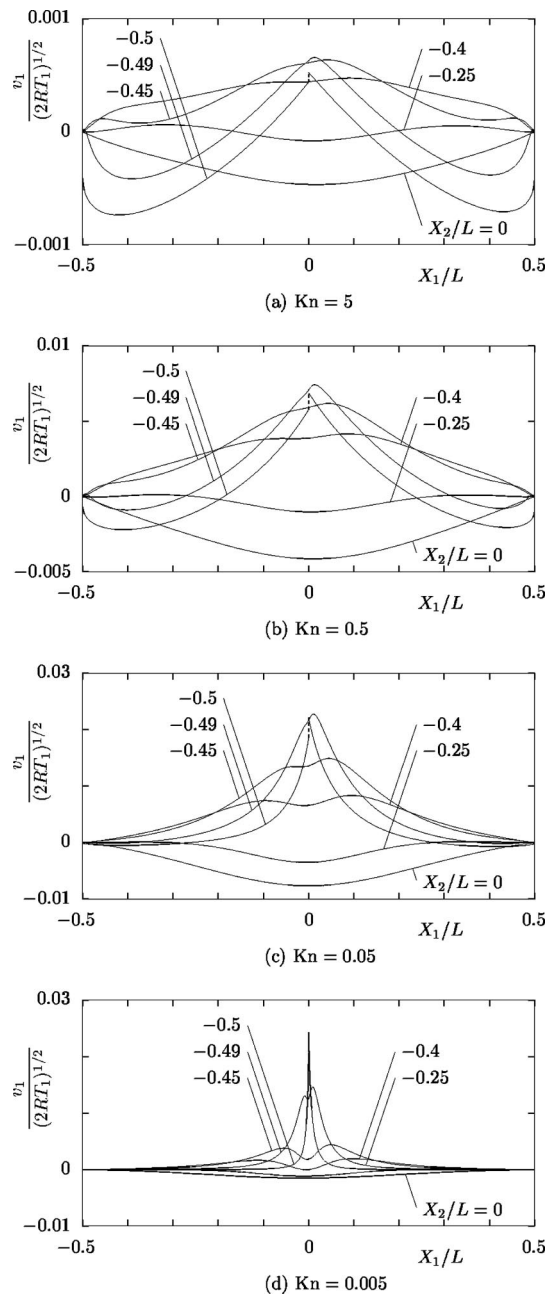 0.001
−0.5
−0.49
−0.45
−0.4
−0.25
v₁
(2RT₁)^{1/2}
0
X₂/L = 0
−0.001
−0.5 0 X₁/L 0.5
(a) Kn = 5
0.01
−0.5
−0.49
−0.45
−0.4
−0.25
v₁
(2RT₁)^{1/2}
0
X₂/L = 0
−0.005
−0.5 0 X₁/L 0.5
(b) Kn = 0.5
0.03
−0.5
−0.49
−0.45
−0.4
−0.25
v₁
(2RT₁)^{1/2}
0
X₂/L = 0
−0.01
−0.5 0 X₁/L 0.5
(c) Kn = 0.05
0.03
−0.5
−0.49
−0.45
−0.4
−0.25
v₁
(2RT₁)^{1/2}
0
X₂/L = 0
−0.01
−0.5 0 X₁/L 0.5
(d) Kn = 0.005